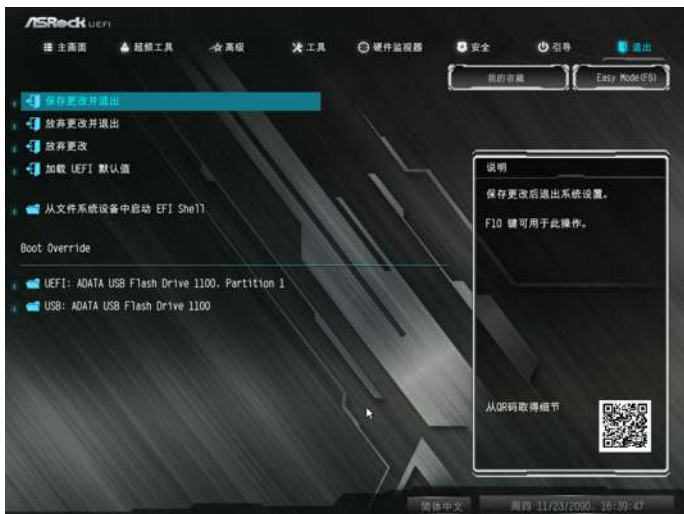 ASRock UEFI
主画面 超频工具 高级 工具 硬件监视器 安全 引导 退出
我的收藏 Easy Mode(F6)
保存更改并退出
放弃更改并退出
放弃更改
加载 UEFI 默认值
从文件系统设备中启动 EFI Shell
Boot Override
UEFI: ADATA USB Flash Drive 1100, Partition 1
USB: ADATA USB Flash Drive 1100
说明
保存更改后退出系统设置。
F10 键可用于此操作。
从QR码取得细节
简体中文 周四 11/23/2000. 16:39:47